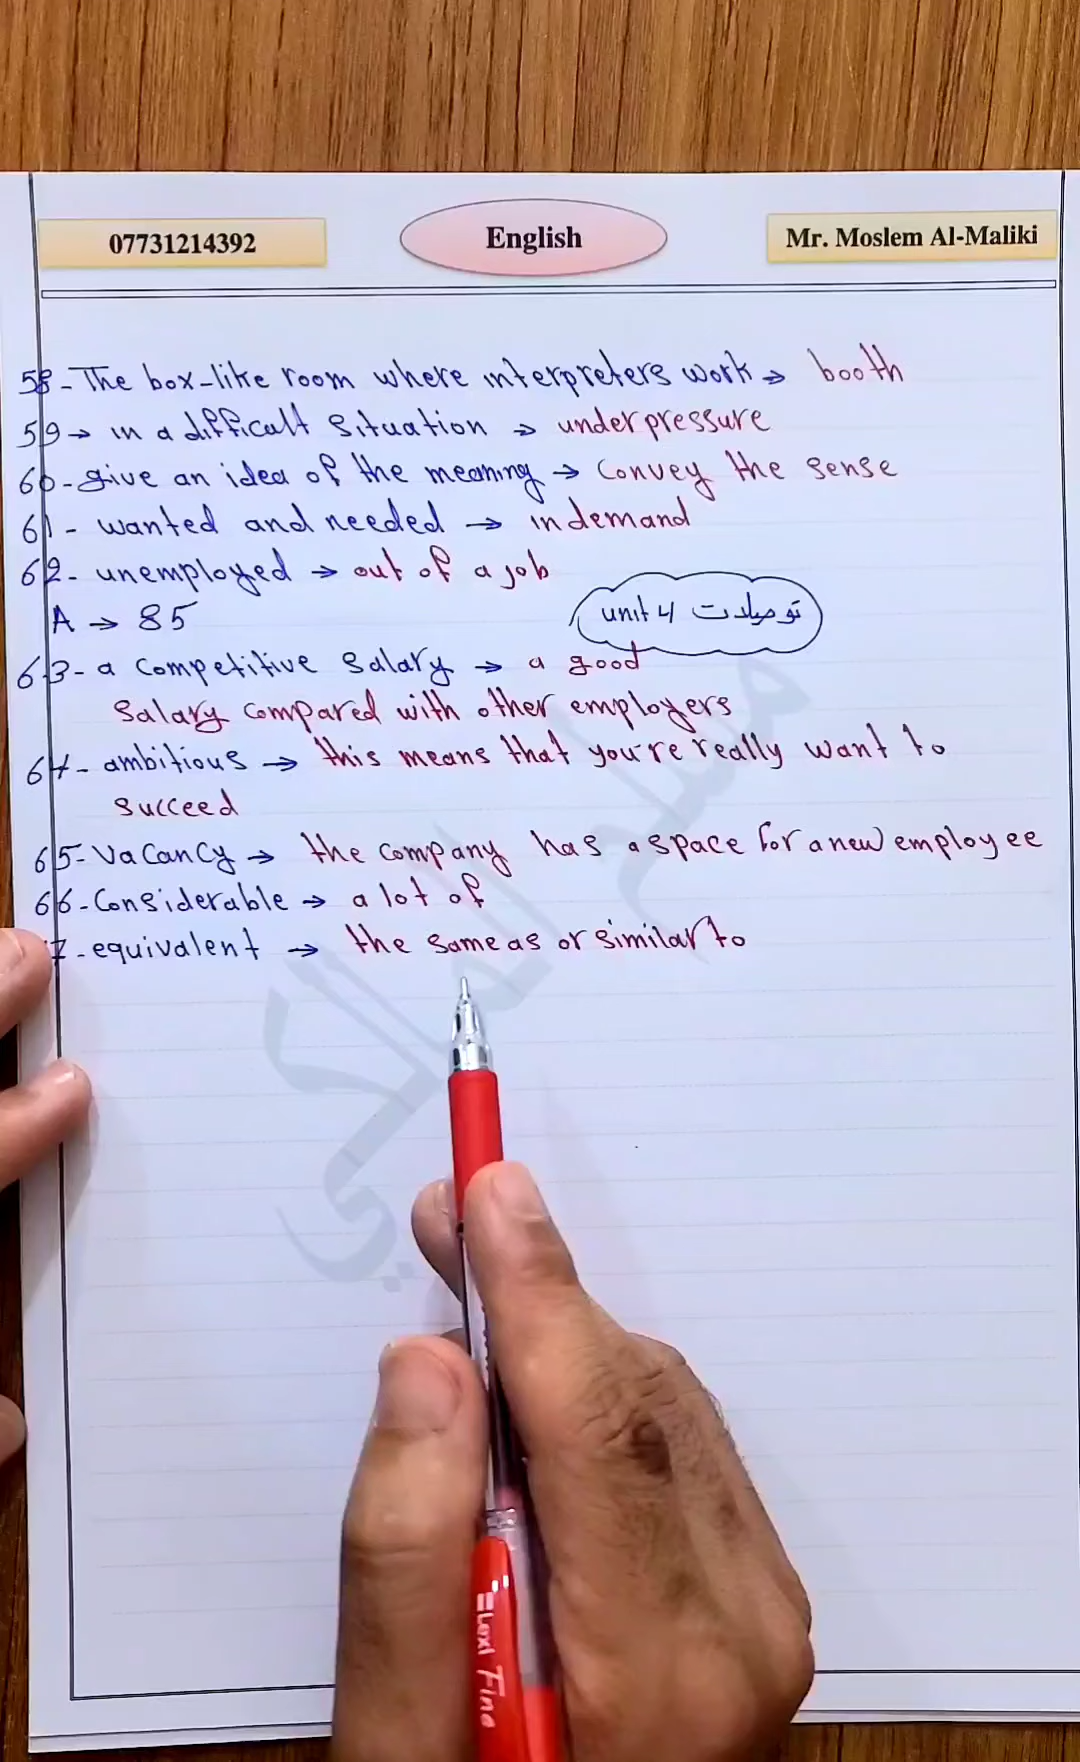 07731214392
English
Mr. Moslem Al-Maliki
58-The box-like room where interpreters work → booth
59→ in a difficult situation → under pressure
60-give an idea of the meaning → convey the sense
61- wanted and needed → in demand
62- unemployed → out of a job
A → 85
unit 4 توصيلات
63- a competitive salary → a good
salary compared with other employers
64- ambitious → this means that you're really want to
succeed
65- Vacancy → the company has a space for a new employee
66-Considerable → a lot of
7- equivalent → the same as or similar to
مسلم المالكي
Fine